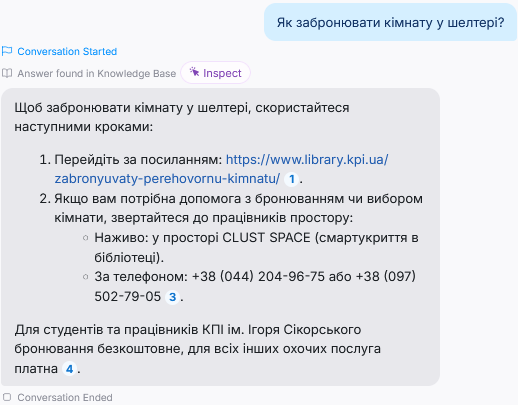 Як забронювати кімнату у шелтері?
Conversation Started
Answer found in Knowledge Base Inspect
Щоб забронювати кімнату у шелтері, скористайтеся
наступними кроками:
1. Перейдіть за посиланням: https://www.library.kpi.ua/
zabronyuvaty-perehovornu-kimnatu/ 1 .
2. Якщо вам потрібна допомога з бронюванням чи вибором
кімнати, звертайтеся до працівників простору:
◦ Наживо: у просторі CLUST SPACE (смартукриття в
бібліотеці).
◦ За телефоном: +38 (044) 204-96-75 або +38 (097)
502-79-05 3 .
Для студентів та працівників КПІ ім. Ігоря Сікорського
бронювання безкоштовне, для всіх інших охочих послуга
платна 4 .
Conversation Ended